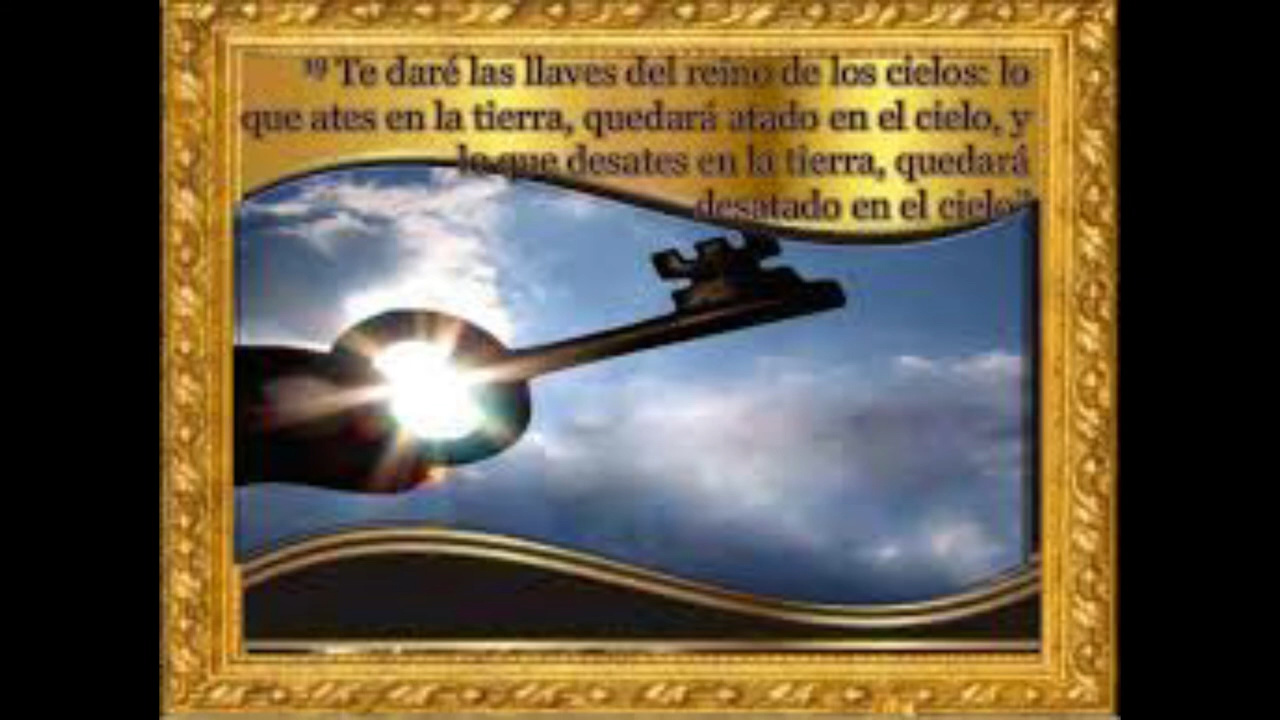 ¹⁹ Te daré las llaves del reino de los cielos: lo
que ates en la tierra, quedará atado en el cielo, y
lo que desates en la tierra, quedará
desatado en el cielo"